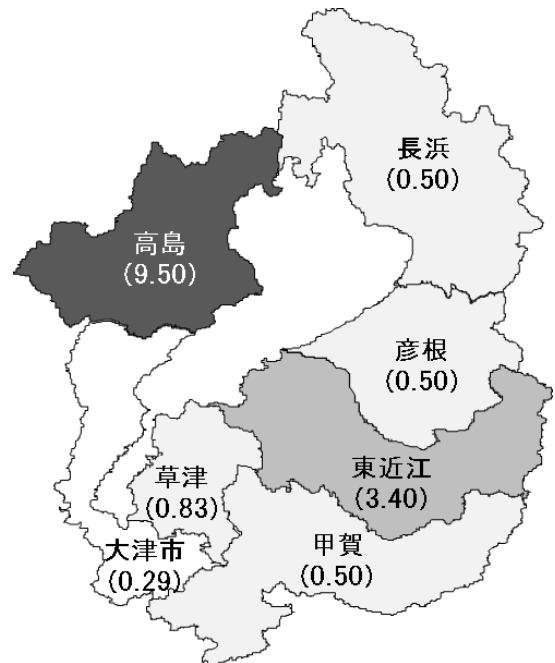 長浜
(0.50)
高島
(9.50)
彦根
(0.50)
東近江
(3.40)
草津
(0.83)
大津市
(0.29)
甲賀
(0.50)